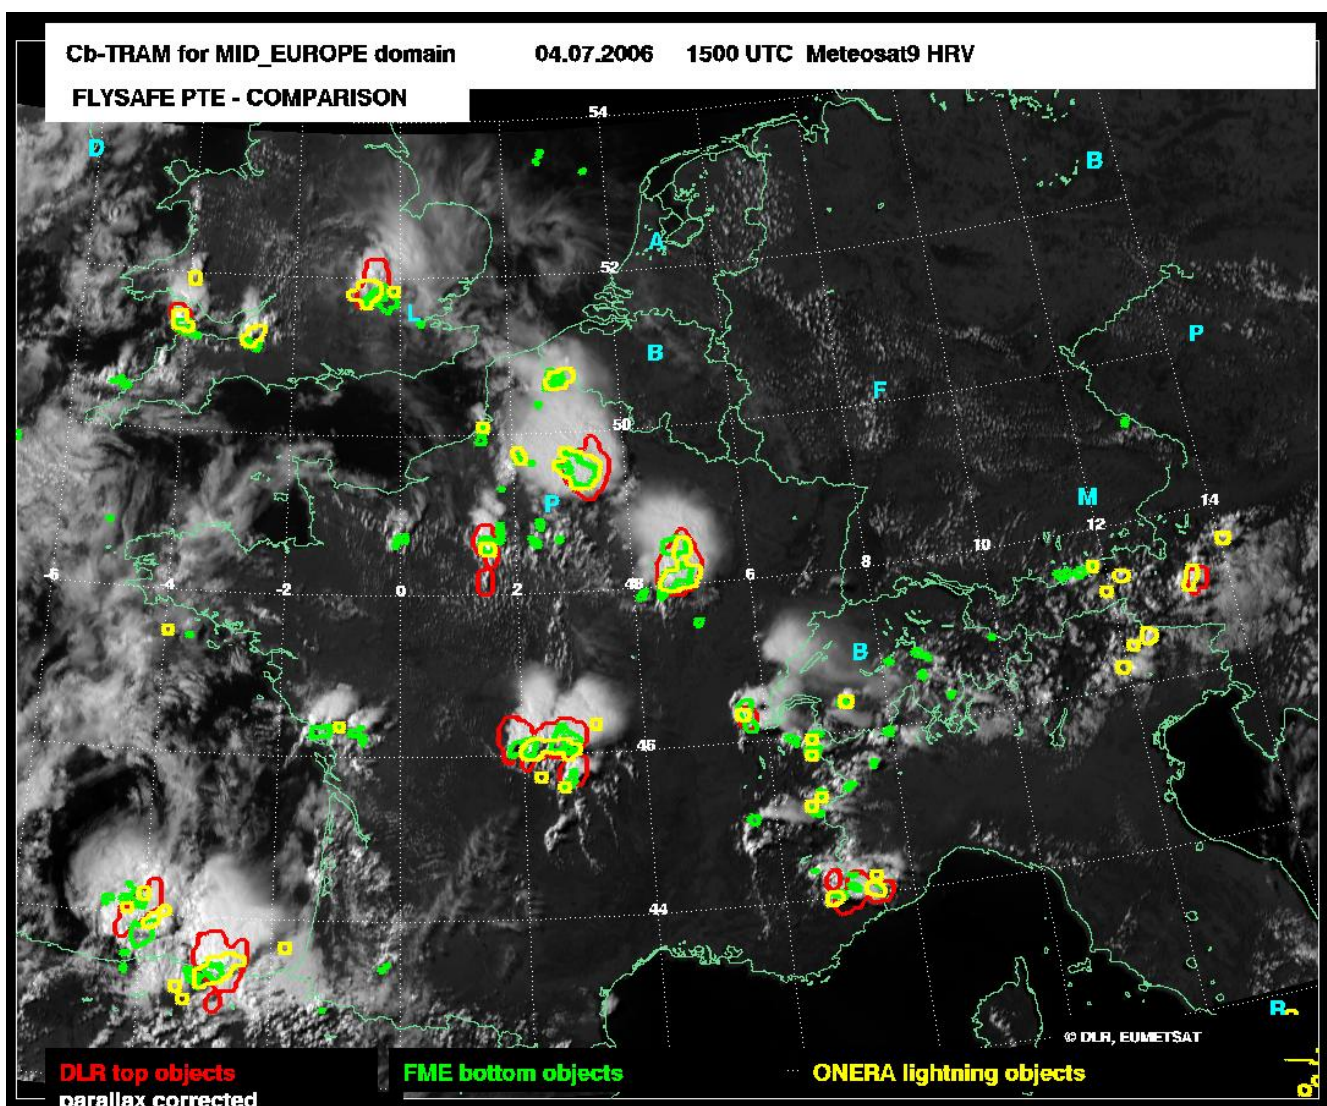 Cb-TRAM for MID_EUROPE domain 04.07.2006 1500 UTC Meteosat9 HRV
FLYSAFE PTE - COMPARISON
54
D
B
A
52
L
B
P
F
50
P
M
14
12
10
8
6
48
2
0
-2
-4
-6
B
46
44
R
© DLR, EUMETSAT
DLR top objects FME bottom objects ONERA lightning objects
parallax corrected